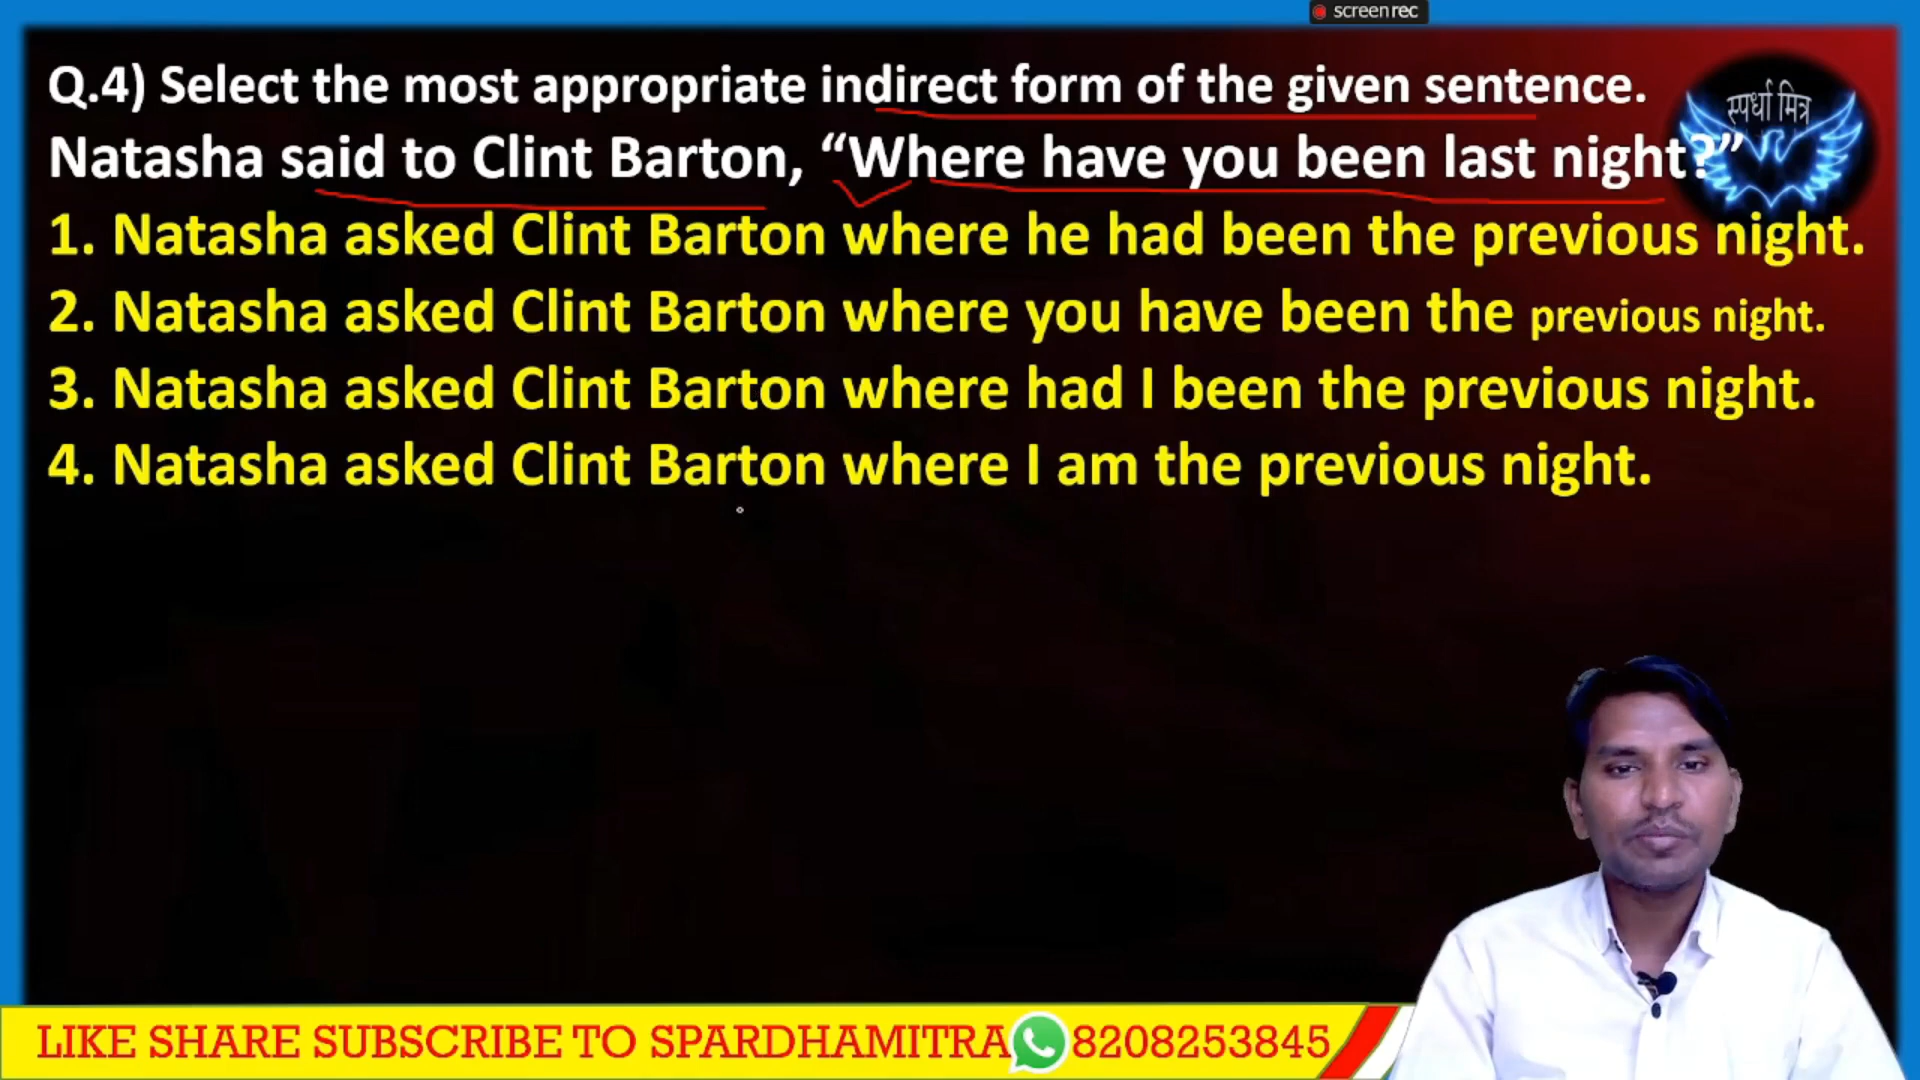 screenrec
Q.4) Select the most appropriate indirect form of the given sentence.
स्पर्धा मित्र
Natasha said to Clint Barton, “Where have you been last night?”
1. Natasha asked Clint Barton where he had been the previous night.
2. Natasha asked Clint Barton where you have been the previous night.
3. Natasha asked Clint Barton where had I been the previous night.
4. Natasha asked Clint Barton where I am the previous night.
LIKE SHARE SUBSCRIBE TO SPARDHAMITRA 8208253845